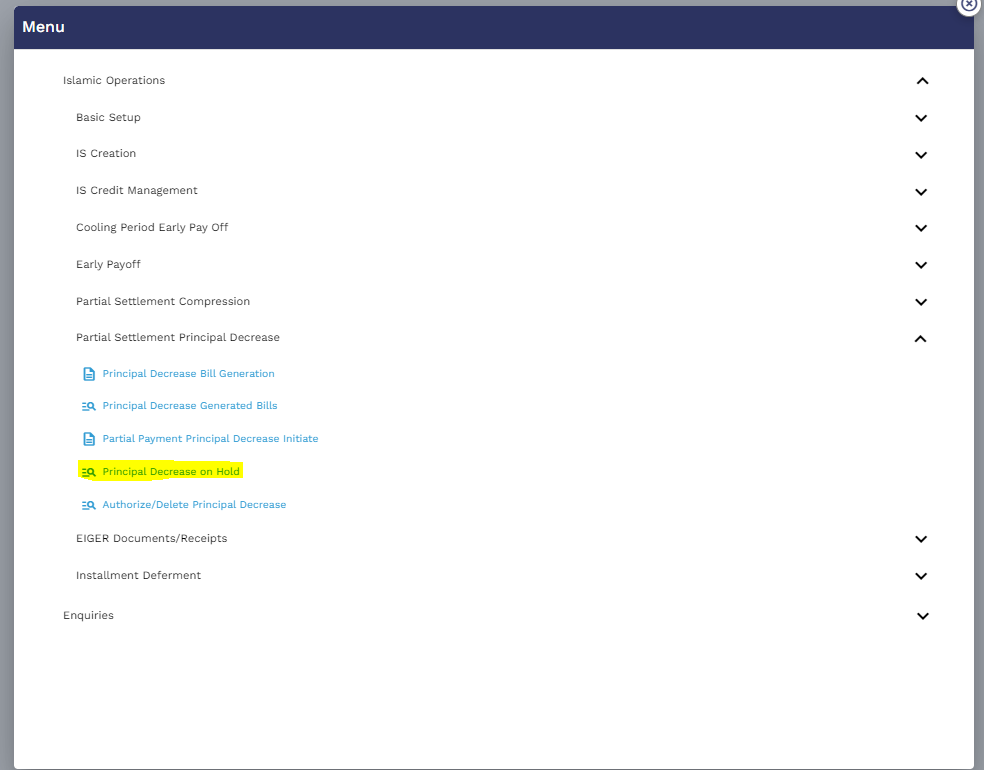 Menu
Islamic Operations
Basic Setup
IS Creation
IS Credit Management
Cooling Period Early Pay Off
Early Payoff
Partial Settlement Compression
Partial Settlement Principal Decrease
Principal Decrease Bill Generation
Principal Decrease Generated Bills
Partial Payment Principal Decrease Initiate
Principal Decrease on Hold
Authorize/Delete Principal Decrease
EIGER Documents/Receipts
Installment Deferment
Enquiries